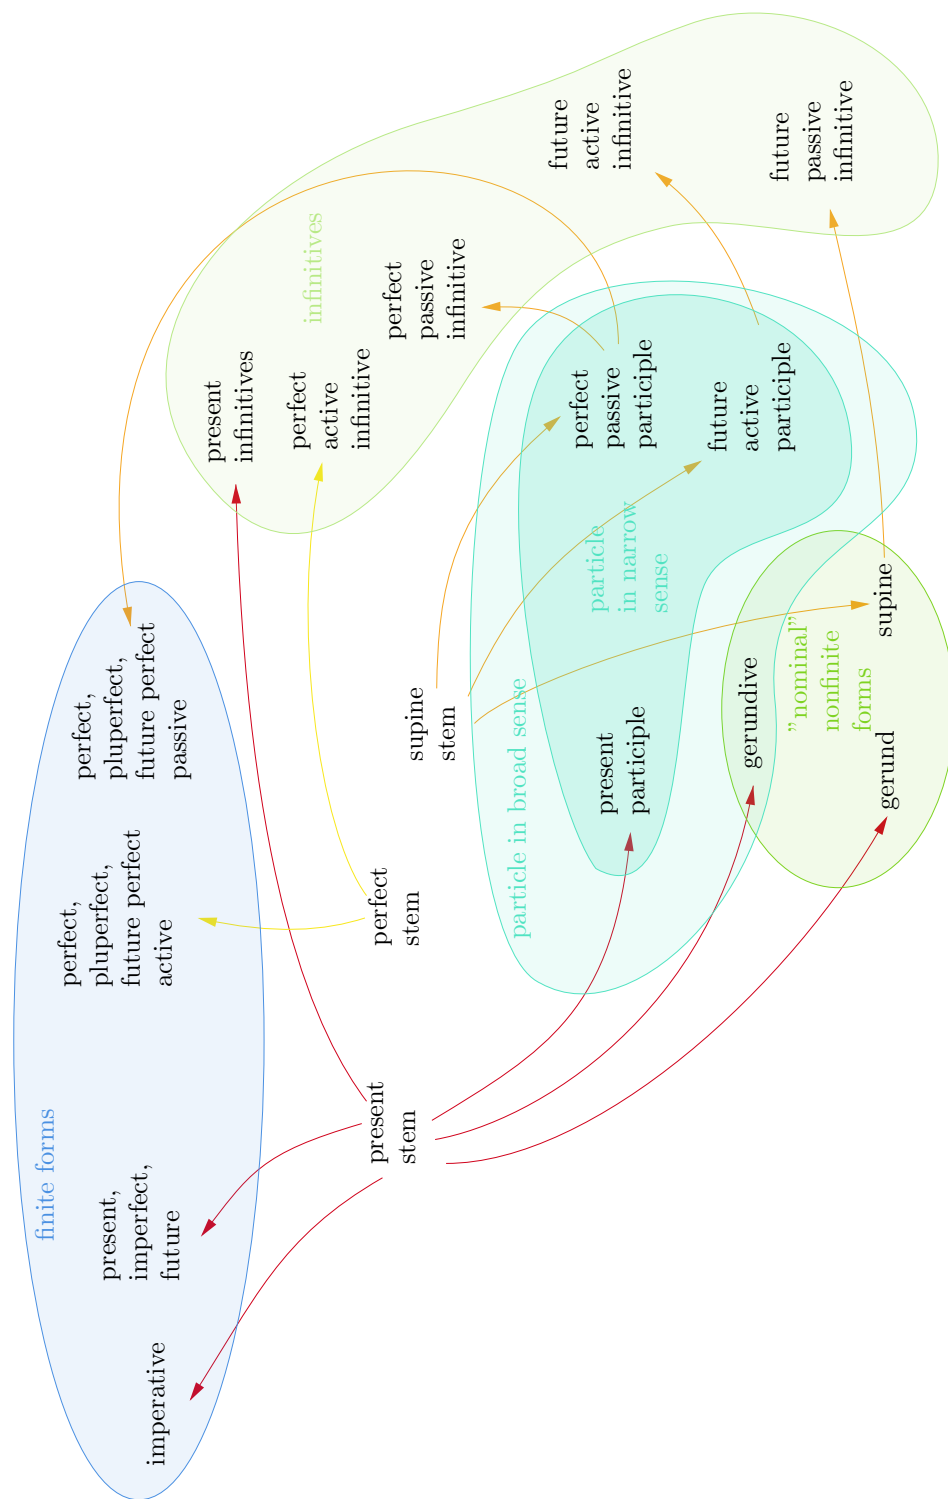 finite forms
imperative
present,
imperfect,
future
perfect,
pluperfect,
future perfect
active
perfect,
pluperfect,
future perfect
passive
present
infinitives
infinitives
perfect
active
infinitive
perfect
passive
infinitive
future
active
infinitive
future
passive
infinitive
present
stem
perfect
stem
supine
stem
particle in broad sense
particle
in narrow
sense
present
participle
perfect
passive
participle
future
active
participle
gerundive
"nominal"
nonfinite
forms
gerund
supine